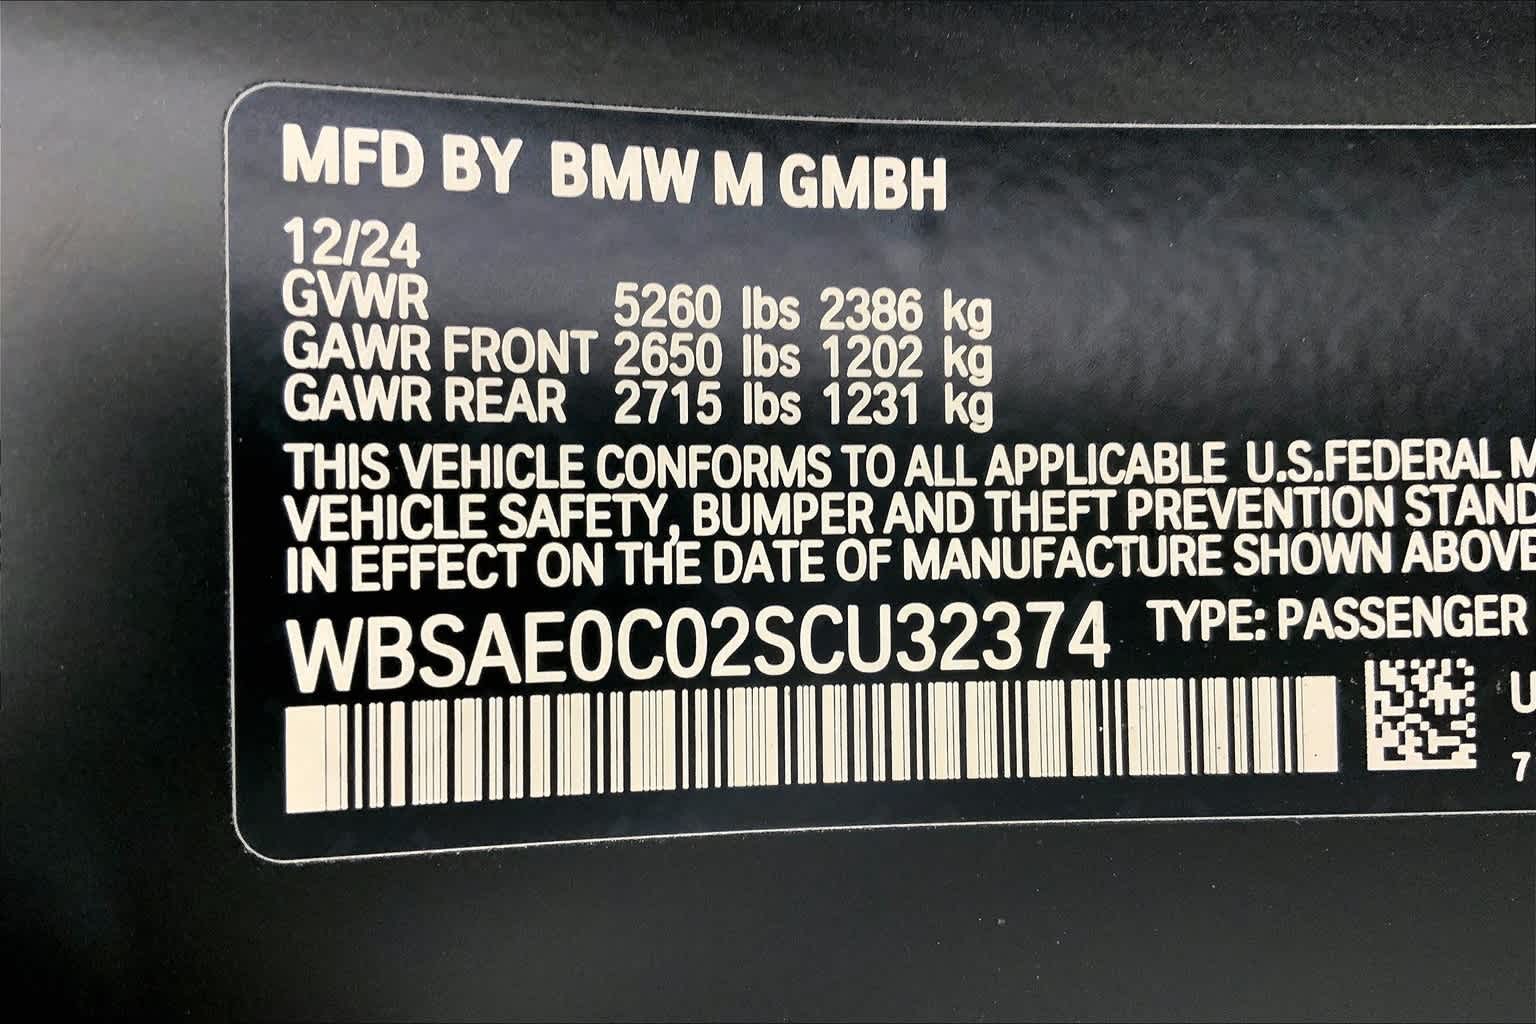 MFD BY BMW M GMBH
12/24
GVWR 5260 lbs 2386 kg
GAWR FRONT 2650 lbs 1202 kg
GAWR REAR 2715 lbs 1231 kg
THIS VEHICLE CONFORMS TO ALL APPLICABLE U.S.FEDERAL M
VEHICLE SAFETY, BUMPER AND THEFT PREVENTION STAND
IN EFFECT ON THE DATE OF MANUFACTURE SHOWN ABOVE
WBSAE0C02SCU32374 TYPE: PASSENGER
U
7